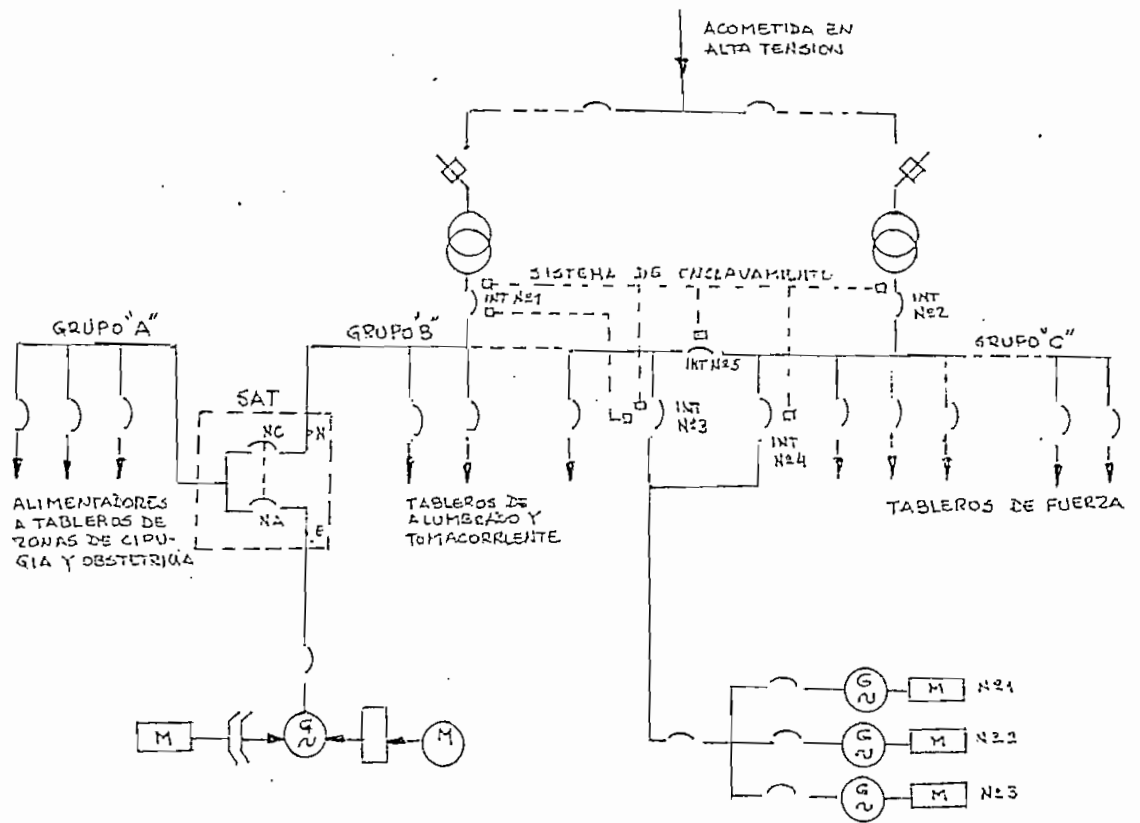 ACOMETIDA EN
ALTA TENSION
SISTEMA DE ENCLAVAMIENTO
INT Nº1
INT
Nº2
GRUPO "A"
GRUPO "B"
GRUPO "C"
INT Nº5
SAT
NC
N
INT
Nº3
INT
Nº4
NA
E
ALIMENTADORES
A TABLEROS DE
ZONAS DE CIRU-
GIA Y OBSTETRICIA
TABLEROS DE
ALUMBRADO Y
TOMACORRIENTE
TABLEROS DE FUERZA
M
G
M
G
M
Nº1
G
M
Nº2
G
M
Nº3